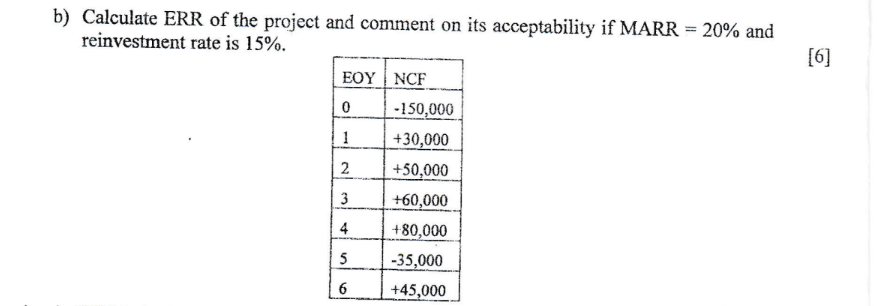 b) Calculate ERR of the project and comment on its acceptability if MARR = 20% and
reinvestment rate is 15%.
[6]
EOY NCF
0 -150,000
1 +30,000
2 +50,000
3 +60,000
4 +80,000
5 -35,000
6 +45,000